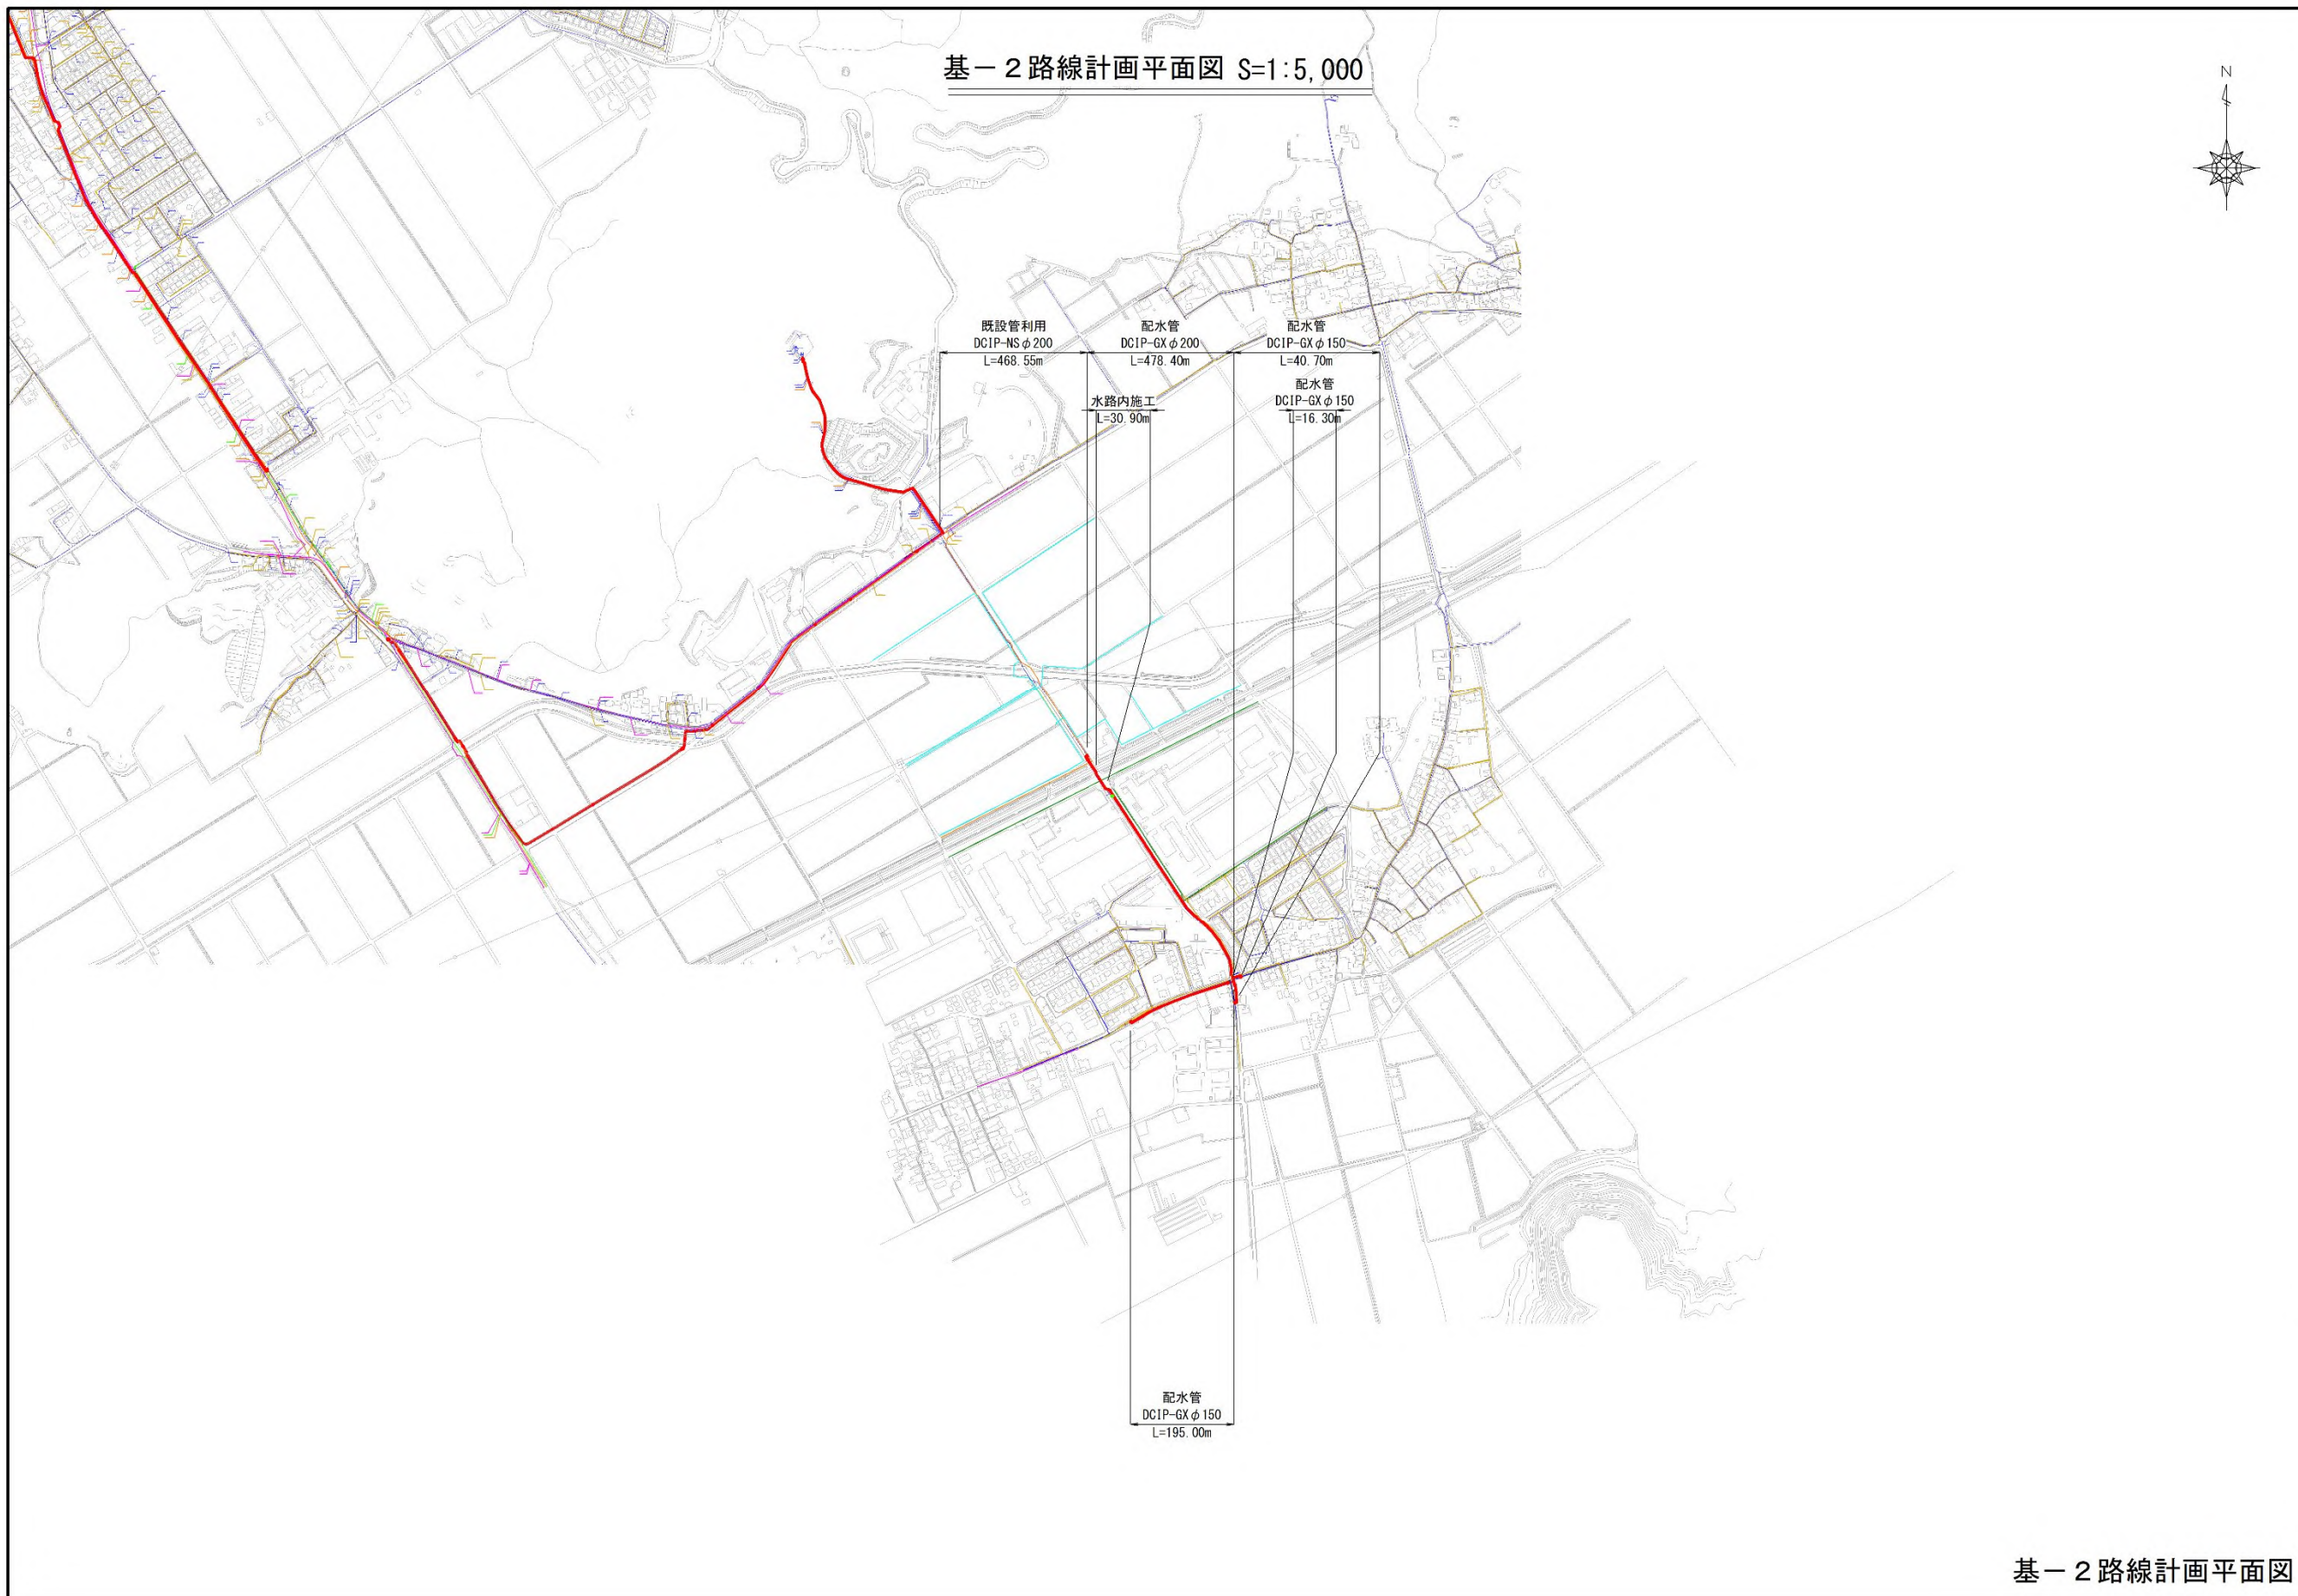 基－２路線計画平面図 S=1:5,000
N
既設管利用
DCIP-NSφ200
L=468.55m
配水管
DCIP-GXφ200
L=478.40m
配水管
DCIP-GXφ150
L=40.70m
水路内施工
L=30.90m
配水管
DCIP-GXφ150
L=16.30m
配水管
DCIP-GXφ150
L=195.00m
基－２路線計画平面図